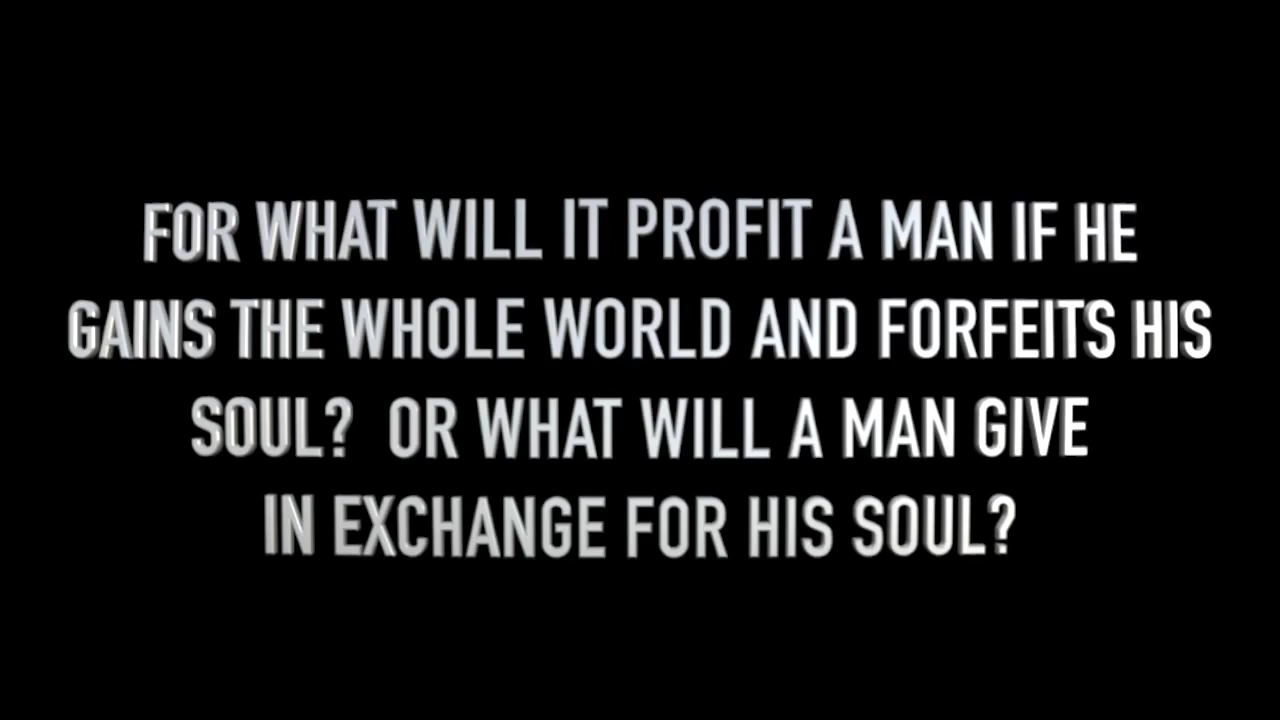 FOR WHAT WILL IT PROFIT A MAN IF HE
GAINS THE WHOLE WORLD AND FORFEITS HIS
SOUL?  OR WHAT WILL A MAN GIVE
IN EXCHANGE FOR HIS SOUL?